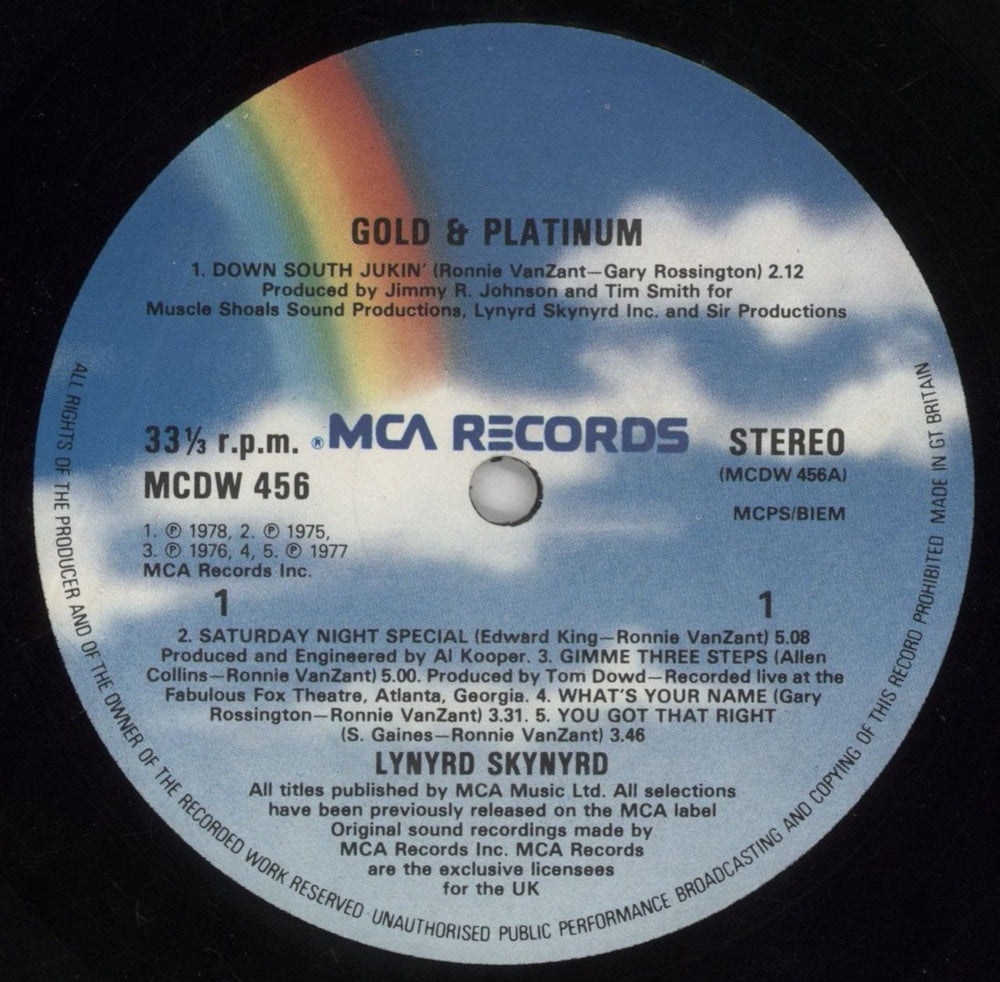 GOLD & PLATINUM
1. DOWN SOUTH JUKIN' (Ronnie VanZant—Gary Rossington) 2.12
Produced by Jimmy R. Johnson and Tim Smith for
Muscle Shoals Sound Productions, Lynyrd Skynyrd Inc. and Sir Productions
33⅓ r.p.m. ® MCA RECORDS STEREO
MCDW 456
(MCDW 456A)
MCPS/BIEM
1. ℗ 1978, 2. ℗ 1975,
3. ℗ 1976, 4, 5. ℗ 1977
MCA Records Inc.
1 1
2. SATURDAY NIGHT SPECIAL (Edward King—Ronnie VanZant) 5.08
Produced and Engineered by Al Kooper. 3. GIMME THREE STEPS (Allen
Collins—Ronnie VanZant) 5.00. Produced by Tom Dowd—Recorded live at the
Fabulous Fox Theatre, Atlanta, Georgia. 4. WHAT'S YOUR NAME (Gary
Rossington—Ronnie VanZant) 3.31. 5. YOU GOT THAT RIGHT
(S. Gaines—Ronnie VanZant) 3.46
LYNYRD SKYNYRD
All titles published by MCA Music Ltd. All selections
have been previously released on the MCA label
Original sound recordings made by
MCA Records Inc. MCA Records
are the exclusive licensees
for the UK
ALL RIGHTS OF THE PRODUCER AND OF THE OWNER OF THE RECORDED WORK RESERVED · UNAUTHORISED PUBLIC PERFORMANCE BROADCASTING AND COPYING OF THIS RECORD PROHIBITED MADE IN GT BRITAIN